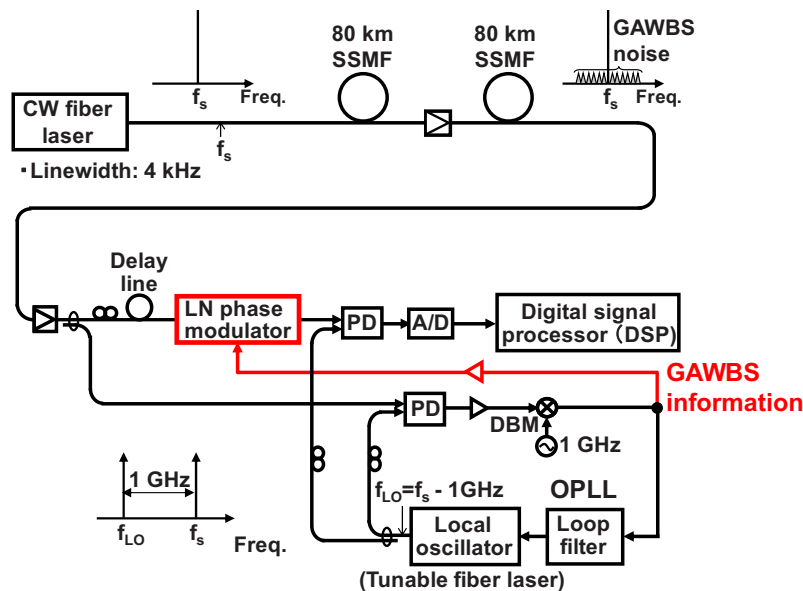 80 km
SSMF
80 km
SSMF
GAWBS
noise
fs
Freq.
fs
Freq.
CW fiber
laser
fs
・Linewidth: 4 kHz
Delay
line
LN phase
modulator
PD
A/D
Digital signal
processor (DSP)
GAWBS
information
PD
DBM
1 GHz
1 GHz
fLO
fs
Freq.
fLO=fs - 1GHz
OPLL
Local
oscillator
Loop
filter
(Tunable fiber laser)